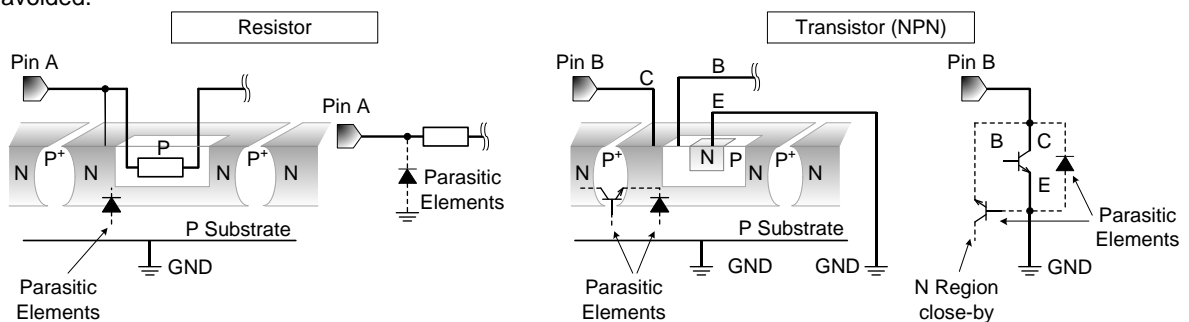 avoided.
Resistor
Transistor (NPN)
Pin A
Pin A
N
P+
N
P
N
P+
N
Parasitic
Elements
P Substrate
GND
Parasitic
Elements
Pin B
C
B
E
N
P+
N
N
P
N
P+
N
P Substrate
GND
GND
Parasitic
Elements
Pin B
B
C
E
Parasitic
Elements
GND
N Region
close-by